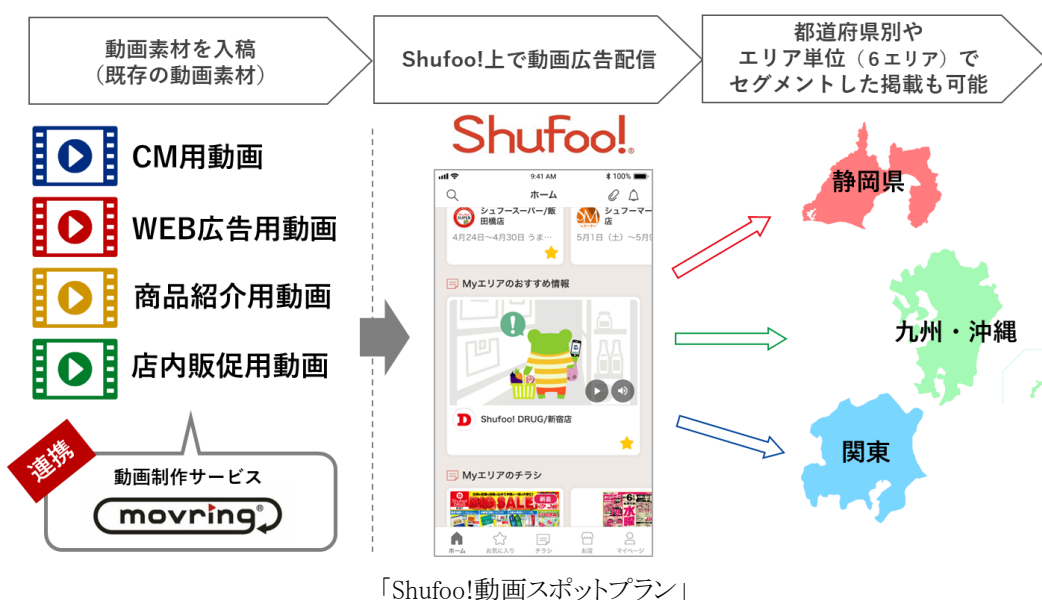 動画素材を入稿
（既存の動画素材）
Shufoo!上で動画広告配信
都道府県別や
エリア単位（６エリア）で
セグメントした掲載も可能
CM用動画
WEB広告用動画
商品紹介用動画
店内販促用動画
連携
動画制作サービス
movring®
Shufoo!®
9:41 AM
100%
ホーム
シュフースーパー/飯
田橋店
4月24日〜4月30日 うま…
シュフーマー
店
5月1日（土）〜5月9
Myエリアのおすすめ情報
Shufoo! DRUG/新宿店
Myエリアのチラシ
BIG SALE!
ホーム
お気に入り
チラシ
お店
マイページ
静岡県
九州・沖縄
関東
「Shufoo!動画スポットプラン」